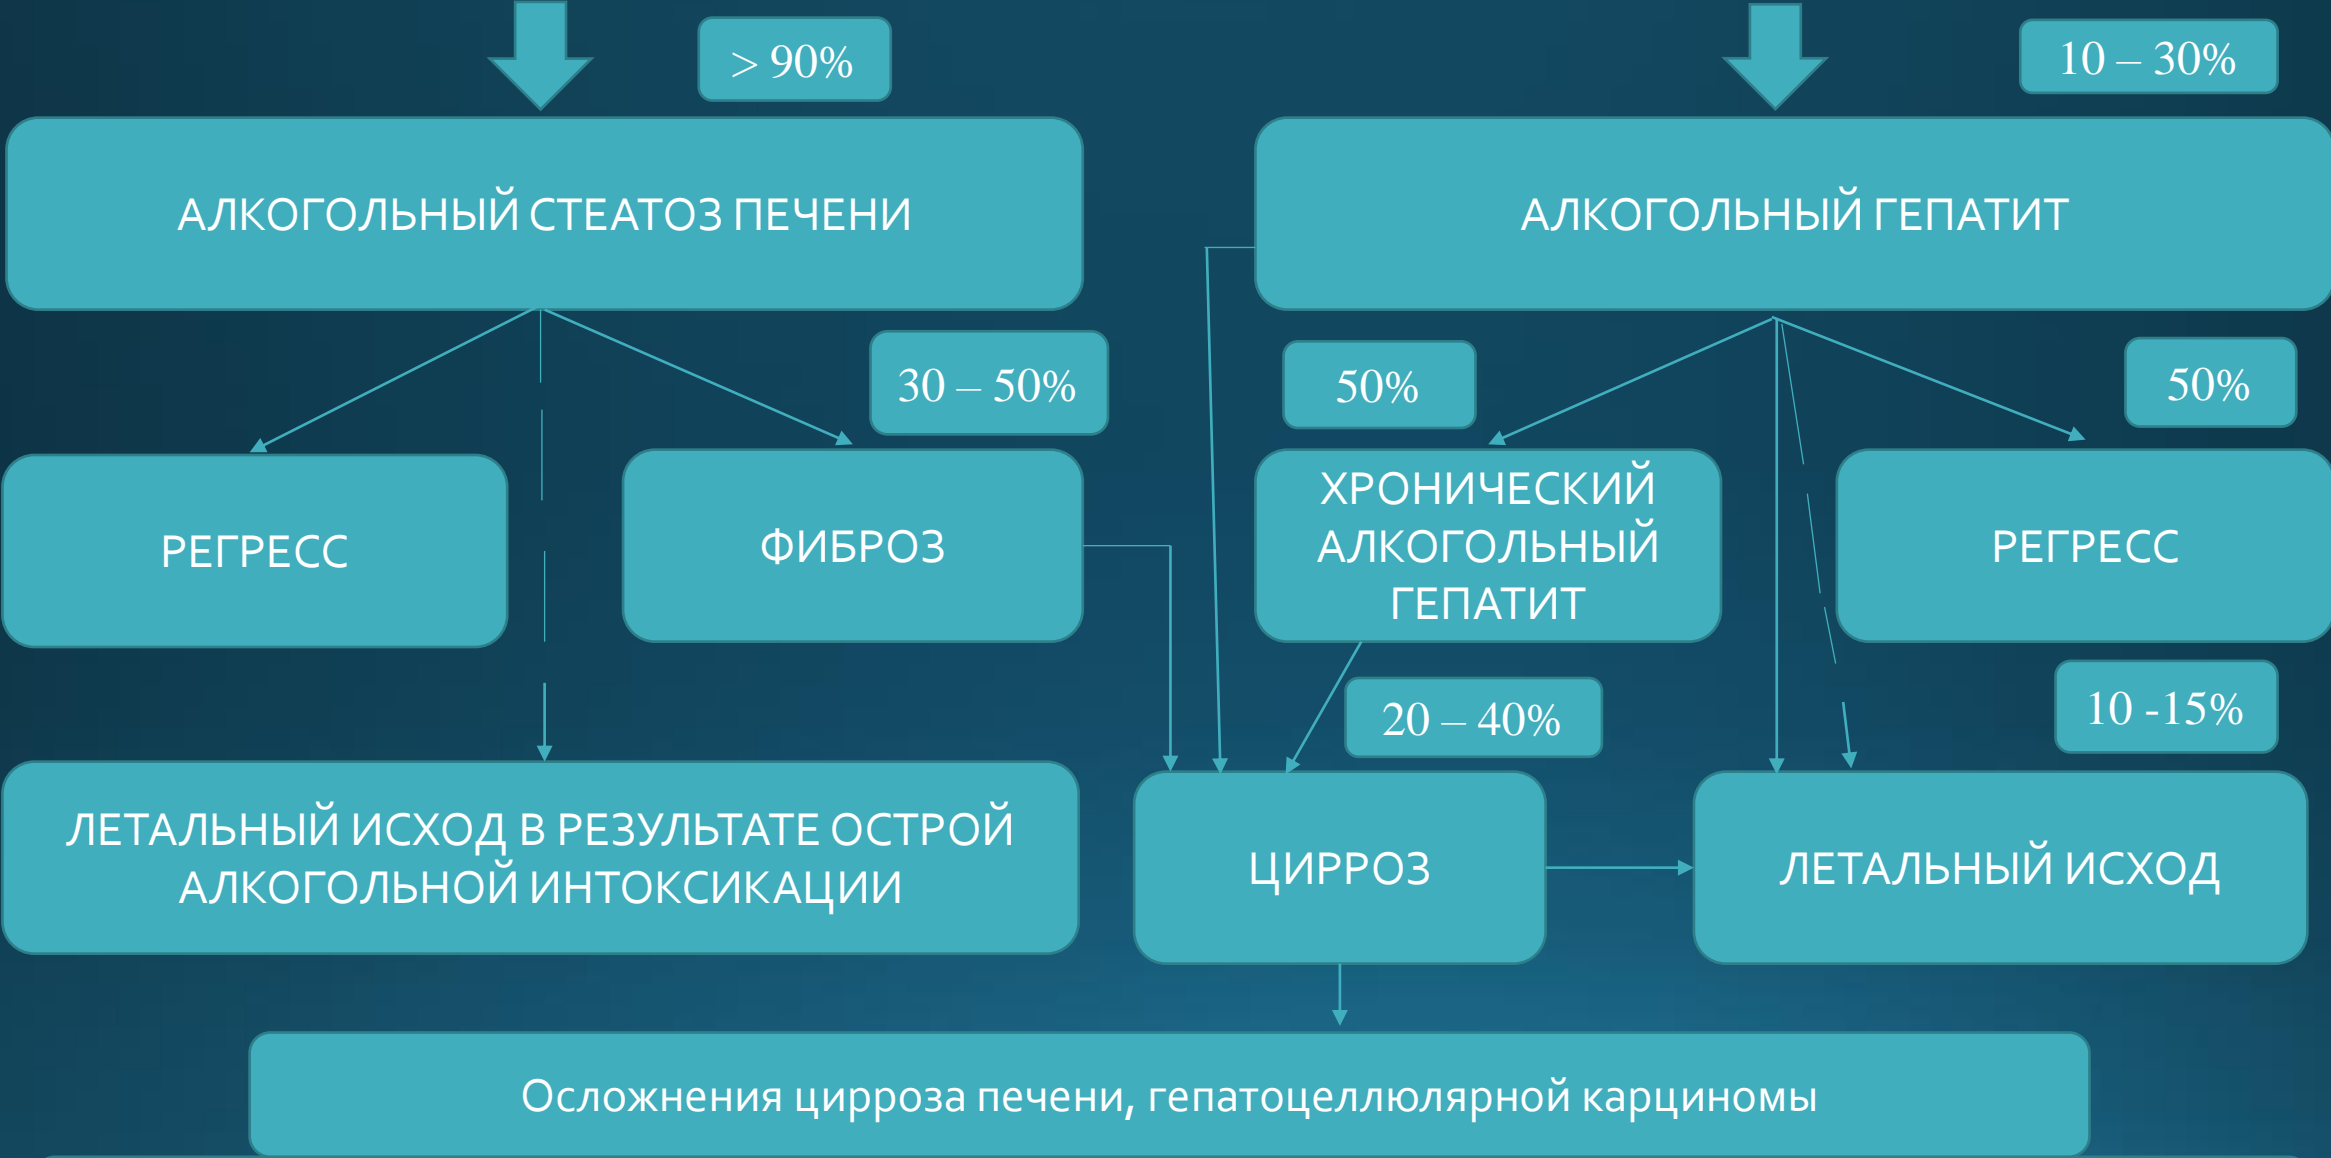 > 90%
10 – 30%
АЛКОГОЛЬНЫЙ СТЕАТОЗ ПЕЧЕНИ
АЛКОГОЛЬНЫЙ ГЕПАТИТ
30 – 50%
50%
50%
РЕГРЕСС
ФИБРОЗ
ХРОНИЧЕСКИЙ
АЛКОГОЛЬНЫЙ
ГЕПАТИТ
РЕГРЕСС
20 – 40%
10 -15%
ЛЕТАЛЬНЫЙ ИСХОД В РЕЗУЛЬТАТЕ ОСТРОЙ
АЛКОГОЛЬНОЙ ИНТОКСИКАЦИИ
ЦИРРОЗ
ЛЕТАЛЬНЫЙ ИСХОД
Осложнения цирроза печени, гепатоцеллюлярной карциномы